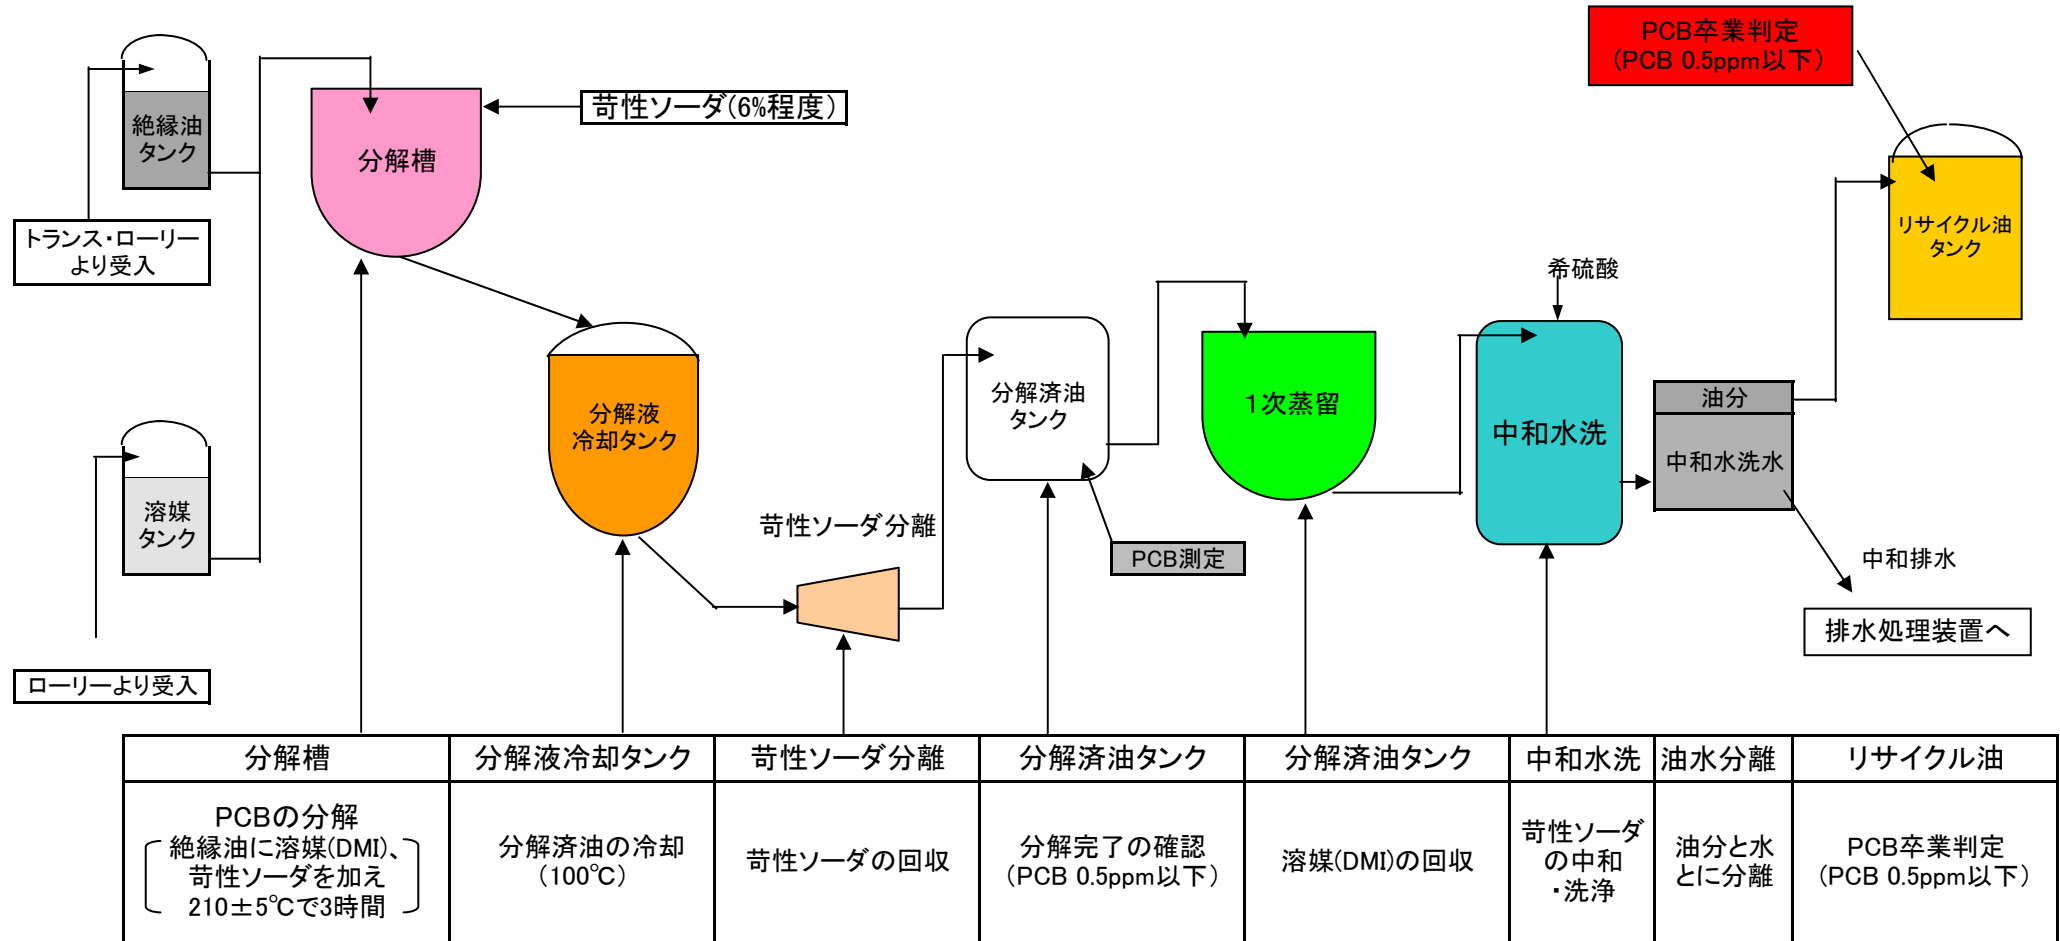 PCB卒業判定
(PCB 0.5ppm以下)
絶縁油
タンク
苛性ソーダ(6%程度)
分解槽
トランス・ローリー
より受入
リサイクル油
タンク
希硫酸
分解済油
タンク
1次蒸留
油分
分解液
冷却タンク
中和水洗
中和水洗水
溶媒
タンク
苛性ソーダ分離
PCB測定
中和排水
排水処理装置へ
ローリーより受入
分解槽
分解液冷却タンク
苛性ソーダ分離
分解済油タンク
分解済油タンク
中和水洗
油水分離
リサイクル油
PCBの分解
絶縁油に溶媒(DMI)、
苛性ソーダを加え
210±5℃で3時間
分解済油の冷却
(100℃)
苛性ソーダの回収
分解完了の確認
(PCB 0.5ppm以下)
溶媒(DMI)の回収
苛性ソーダ
の中和
・洗浄
油分と水
とに分離
PCB卒業判定
(PCB 0.5ppm以下)